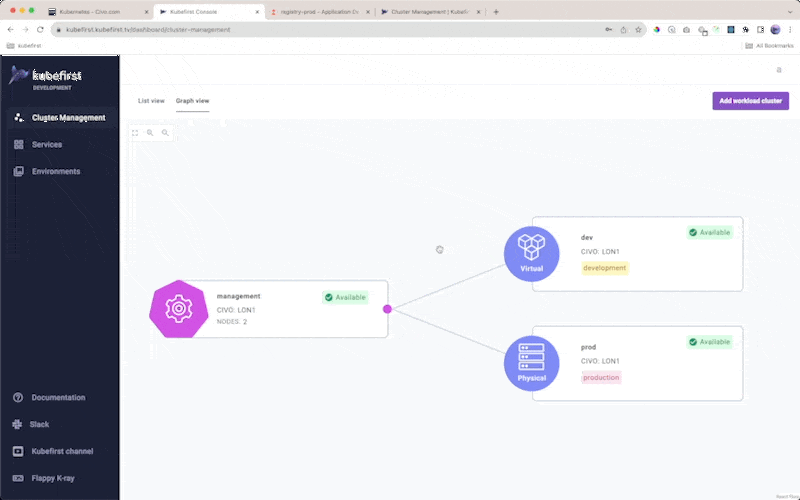 Kubernetes - Civo.com
Kubefirst Console
registry-prod - Application De
Cluster Management | Kubefi
kubefirst.kubefirst.tv/dashboard/cluster-management
kubefirst
All Bookmarks
kubefirst
DEVELOPMENT
Cluster Management
Services
Environments
Documentation
Slack
Kubefirst channel
Flappy K-ray
List view
Graph view
Add workload cluster
management
Available
CIVO: LON1
NODES: 2
dev
Available
CIVO: LON1
development
Virtual
prod
Available
CIVO: LON1
production
Physical
React Flow